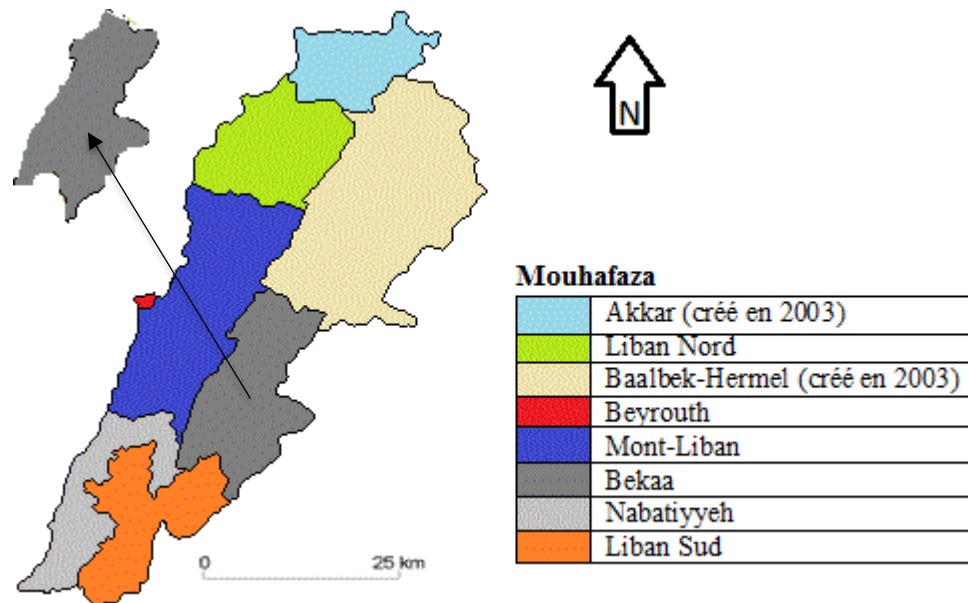 N
Mouhafaza
Akkar (créé en 2003)
Liban Nord
Baalbek-Hermel (créé en 2003)
Beyrouth
Mont-Liban
Bekaa
Nabatiyyeh
Liban Sud
0 25 km